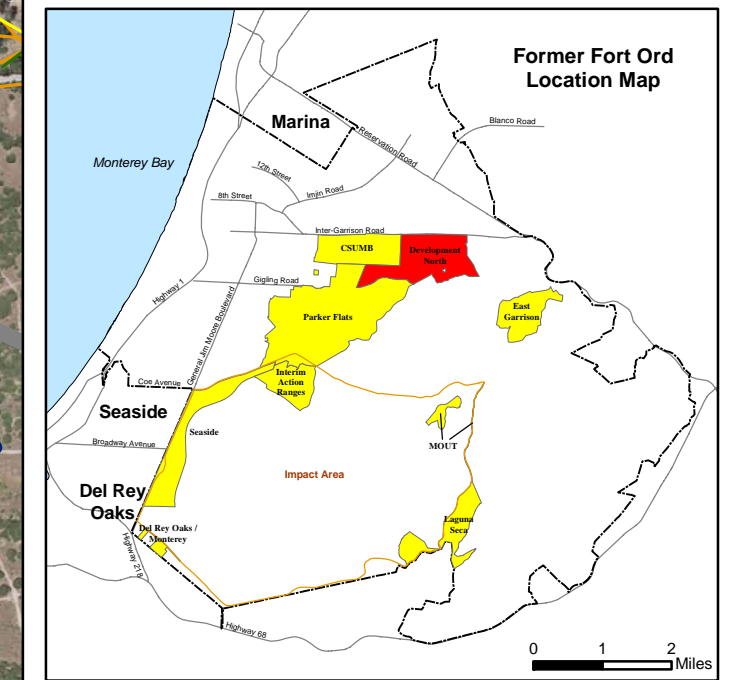 Former Fort Ord
Location Map
Marina
Blanco Road
Reservation Road
Monterey Bay
12th Street
Imjin Road
8th Street
Inter-Garrison Road
CSUMB
Development
North
Highway 1
Gigling Road
General Jim Moore Boulevard
Parker Flats
East
Garrison
Interim
Action
Ranges
Coe Avenue
Seaside
Seaside
MOUT
Broadway Avenue
Impact Area
Del Rey
Oaks
Laguna
Seca
Del Rey Oaks /
Monterey
Highway 218
Highway 68
0 1 2
Miles